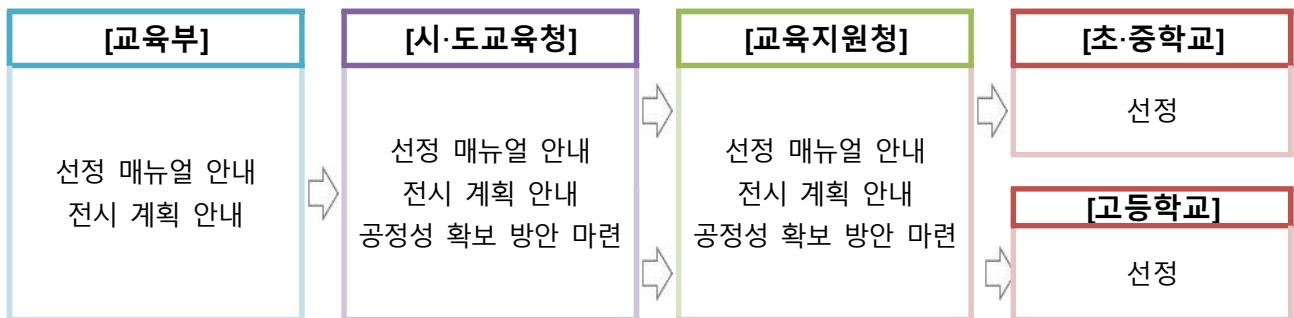 [교육부]
선정 매뉴얼 안내
전시 계획 안내
[시·도교육청]
선정 매뉴얼 안내
전시 계획 안내
공정성 확보 방안 마련
[교육지원청]
선정 매뉴얼 안내
전시 계획 안내
공정성 확보 방안 마련
[초·중학교]
선정
[고등학교]
선정